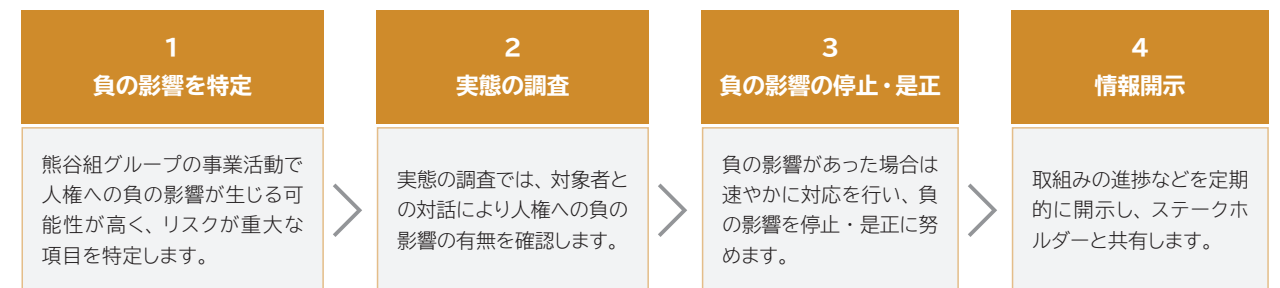 1
負の影響を特定
熊谷組グループの事業活動で
人権への負の影響が生じる可
能性が高く、リスクが重大な
項目を特定します。
2
実態の調査
実態の調査では、対象者と
の対話により人権への負の
影響の有無を確認します。
3
負の影響の停止・是正
負の影響があった場合は
速やかに対応を行い、負
の影響を停止・是正に努
めます。
4
情報開示
取組みの進捗などを定期
的に開示し、ステークホ
ルダーと共有します。